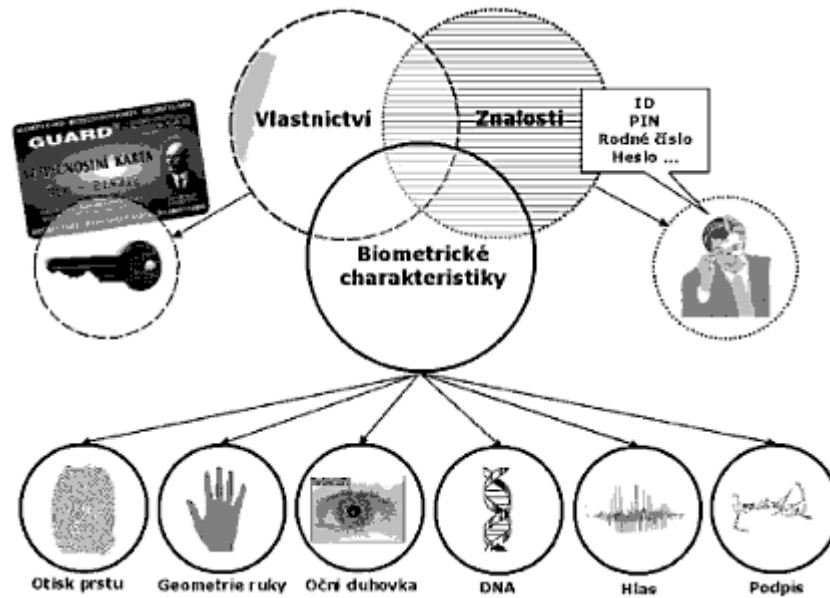 Vlastnictví
Znalosti
ID
PIN
Rodné číslo
Heslo ...
GUARD
KARTA
Biometrické
charakteristiky
Otisk prstu
Geometrie ruky
Oční duhovka
DNA
Hlas
Podpis